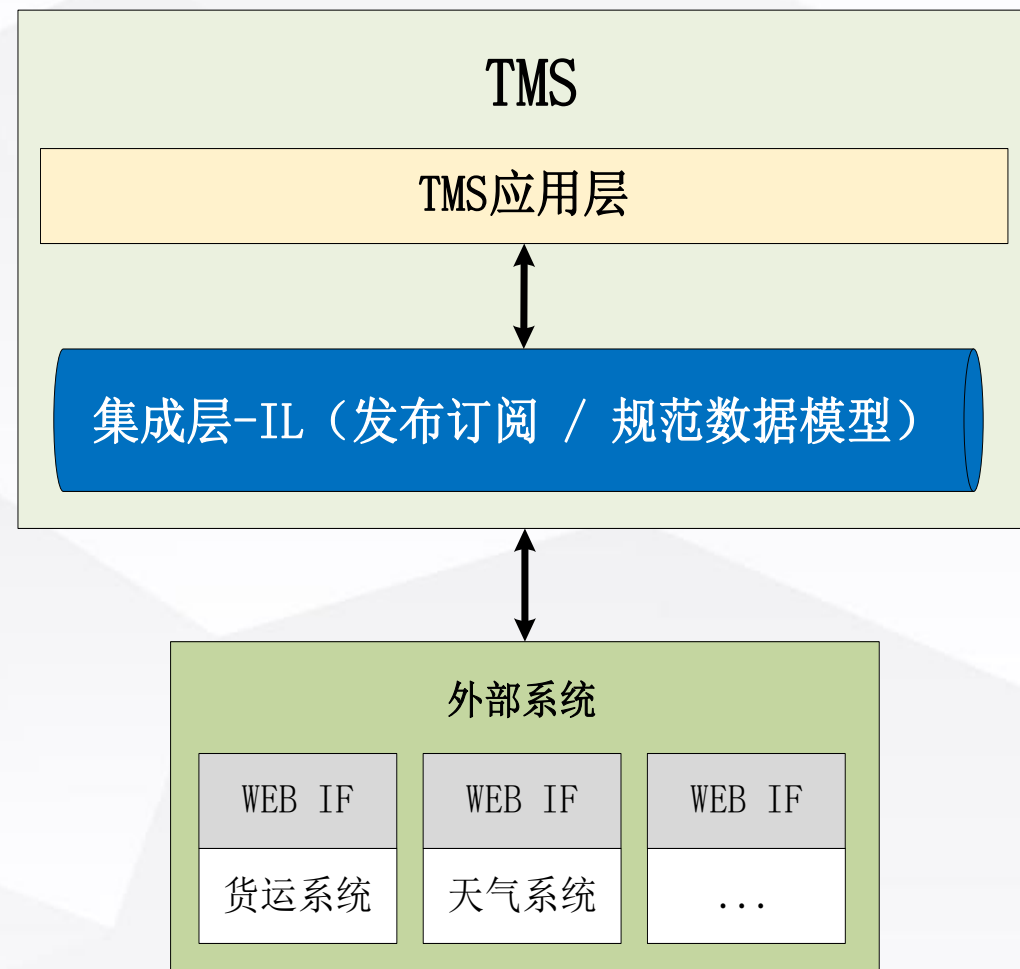 TMS
TMS应用层
集成层-IL（发布订阅 / 规范数据模型）
外部系统
WEB IF
WEB IF
WEB IF
货运系统
天气系统
...